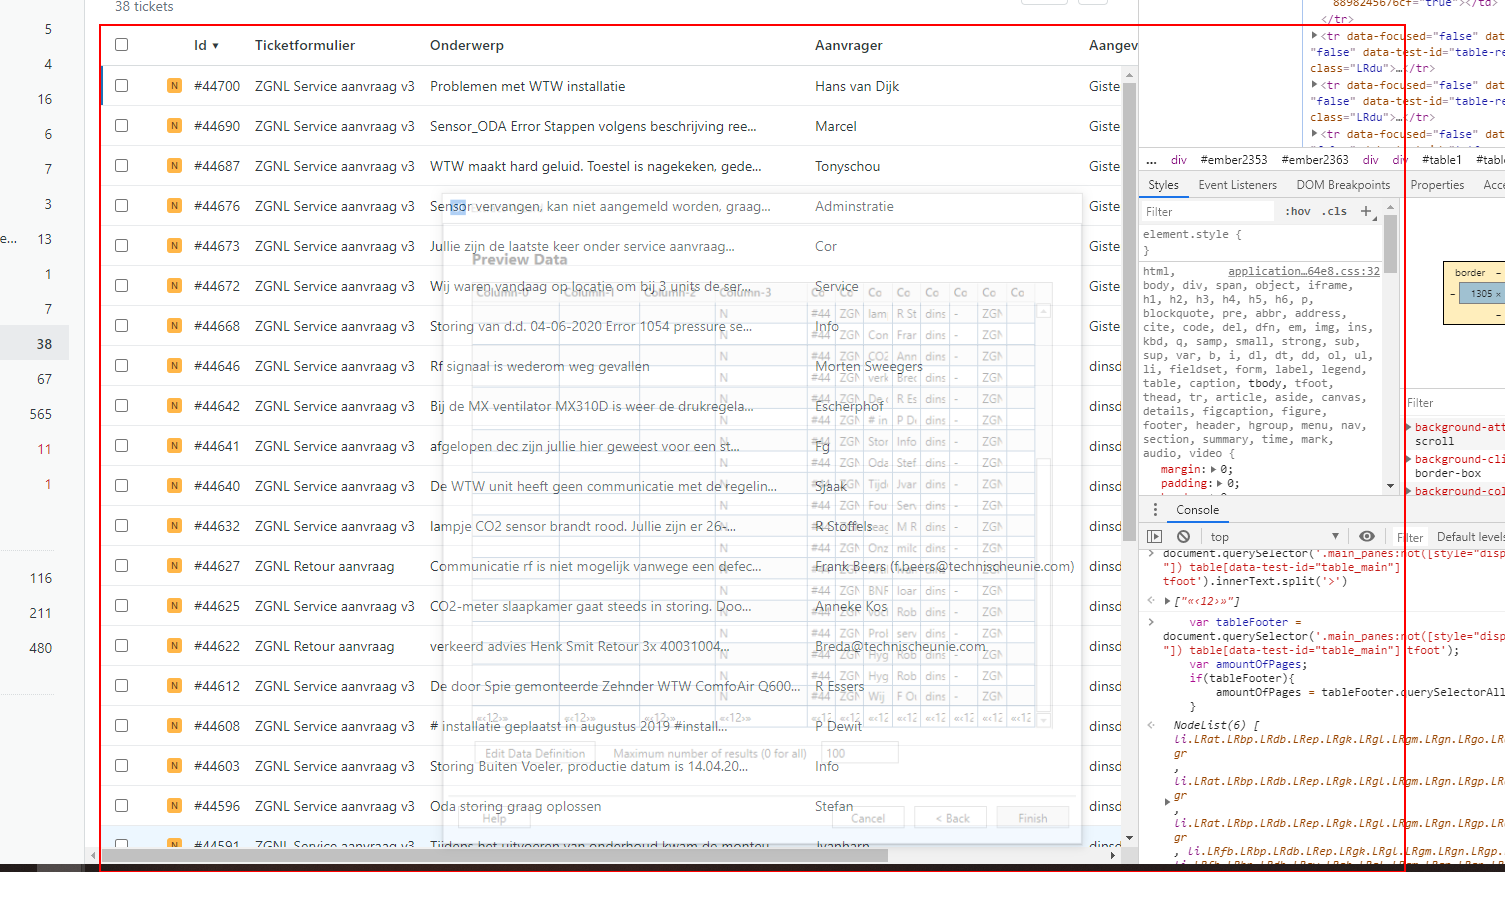 38 tickets
5
4
16
6
7
3
e... 13
1
7
38
67
565
11
1
116
211
480
Id ▼ Ticketformulier Onderwerp Aanvrager Aangev
N #44700 ZGNL Service aanvraag v3 Problemen met WTW installatie Hans van Dijk Giste
N #44690 ZGNL Service aanvraag v3 Sensor_ODA Error Stappen volgens beschrijving ree... Marcel Giste
N #44687 ZGNL Service aanvraag v3 WTW maakt hard geluid. Toestel is nagekeken, gede... Tonyschou Giste
N #44676 ZGNL Service aanvraag v3 Sensor vervangen, kan niet aangemeld worden, graag... Adminstratie Giste
N #44673 ZGNL Service aanvraag v3 Jullie zijn de laatste keer onder service aanvraag... Cor Giste
N #44672 ZGNL Service aanvraag v3 Wij waren vandaag op locatie om bij 3 units de ser... Service Giste
N #44668 ZGNL Service aanvraag v3 Storing van d.d. 04-06-2020 Error 1054 pressure se... Info Giste
N #44646 ZGNL Service aanvraag v3 Rf signaal is wederom weg gevallen Morten Sweegers dinsd
N #44642 ZGNL Service aanvraag v3 Bij de MX ventilator MX310D is weer de drukregela... Escherphof dinsd
N #44641 ZGNL Service aanvraag v3 afgelopen dec zijn jullie hier geweest voor een st... Fg dinsd
N #44640 ZGNL Service aanvraag v3 De WTW unit heeft geen communicatie met de regelin... Sjaak dinsd
N #44632 ZGNL Service aanvraag v3 lampje CO2 sensor brandt rood. Jullie zijn er 26-... R Stoffels dinsd
N #44627 ZGNL Retour aanvraag Communicatie rf is niet mogelijk vanwege een defec... Frank Beers (f.beers@technischeunie.com) dinsd
N #44625 ZGNL Service aanvraag v3 CO2-meter slaapkamer gaat steeds in storing. Doo... Anneke Kos dinsd
N #44622 ZGNL Retour aanvraag verkeerd advies Henk Smit Retour 3x 40031004... Breda@technischeunie.com dinsd
N #44612 ZGNL Service aanvraag v3 De door Spie gemonteerde Zehnder WTW ComfoAir Q600... R Essers dinsd
N #44608 ZGNL Service aanvraag v3 # installatie geplaatst in augustus 2019 #install... P Dewit dinsd
N #44603 ZGNL Service aanvraag v3 Storing Buiten Voeler, productie datum is 14.04.20... Info dinsd
N #44596 ZGNL Service aanvraag v3 Oda storing graag oplossen Stefan dinsd
N #44591 ZGNL Service aanvraag v3 Tijdens het uitvoeren van onderhoud kwam de monteu Jvanharn dinsd
Preview Data
Column-0 Column-1 Column-2 Column-3 Co Co Co Co Co Co Co Co
Edit Data Definition Maximum number of results (0 for all) 100
Help Cancel < Back Finish
8898245676cf="true"></td>
</tr>
<tr data-focused="false" dat
"false" data-test-id="table-re
class="LRdu">…</tr>
<tr data-focused="false" dat
"false" data-test-id="table-re
class="LRdu">…</tr>
<tr data-focused="false" dat
... div #ember2353 #ember2363 div div #table1 #tabl
Styles Event Listeners DOM Breakpoints Properties Acce
Filter :hov .cls +
element.style {
}
html, application…64e8.css:32
body, div, span, object, iframe,
h1, h2, h3, h4, h5, h6, p,
blockquote, pre, abbr, address,
cite, code, del, dfn, em, img, ins,
kbd, q, samp, small, strong, sub,
sup, var, b, i, dl, dt, dd, ol, ul,
li, fieldset, form, label, legend,
table, caption, tbody, tfoot,
thead, tr, article, aside, canvas,
details, figcaption, figure,
footer, header, hgroup, menu, nav,
section, summary, time, mark,
audio, video {
margin: 0;
padding: 0;
border –
1305 ×
Filter
background-att
scroll
background-cli
border-box
background-col
Console
top Filter Default levels
document.querySelector('.main_panes:not([style="disp
"]) table[data-test-id="table_main"]
tfoot').innerText.split('>')
["«‹12›»"]
var tableFooter =
document.querySelector('.main_panes:not([style="disp
"]) table[data-test-id="table_main"] tfoot');
var amountOfPages;
if(tableFooter){
amountOfPages = tableFooter.querySelectorAll
}
NodeList(6) [
li.LRat.LRbp.LRdb.LRep.LRgk.LRgl.LRgm.LRgn.LRgo.LRg
gr
,
li.LRat.LRbp.LRdb.LRep.LRgk.LRgl.LRgm.LRgn.LRgp.LRg
gr
,
li.LRat.LRbp.LRdb.LRep.LRgk.LRgl.LRgm.LRgn.LRgp.LRg
gr
, li.LRfb.LRbp.LRdb.LRep.LRgk.LRgl.LRgm.LRgn.LRgp.